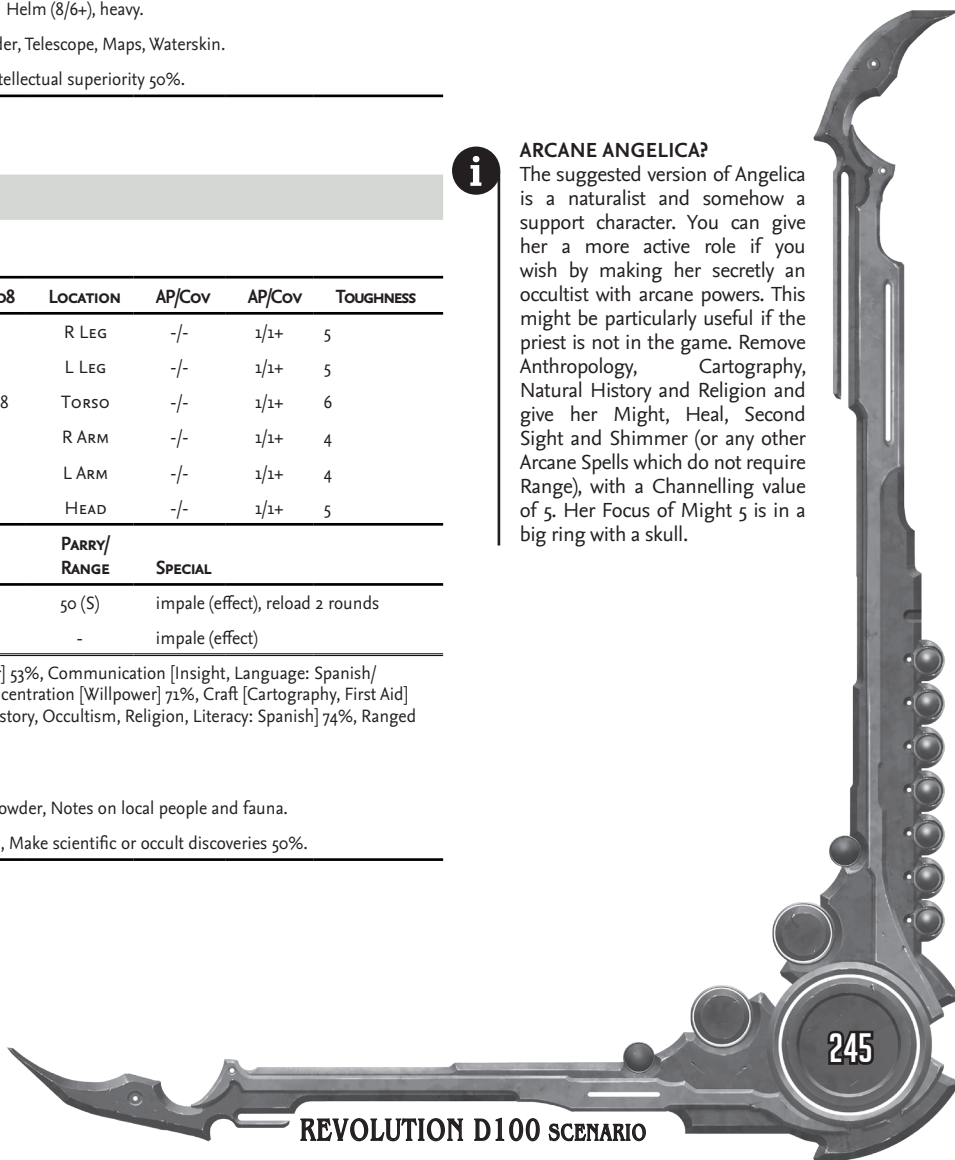 Helm (8/6+), heavy.
Telescope, Maps, Waterskin.
superiority 50%.
LOCATION AP/COV AP/COV TOUGHNESS
R LEG -/- 1/1+ 5
L LEG -/- 1/1+ 5
8 TORSO -/- 1/1+ 6
R ARM -/- 1/1+ 4
L ARM -/- 1/1+ 4
HEAD -/- 1/1+ 5
PARRY/
RANGE SPECIAL
50 (S) impale (effect), reload 2 rounds
- impale (effect)
] 53%, Communication [Insight, Language: Spanish/
[Willpower] 71%, Craft [Cartography, First Aid]
Occultism, Religion, Literacy: Spanish] 74%, Ranged
Notes on local people and fauna.
, Make scientific or occult discoveries 50%.
i
ARCANE ANGELICA?
The suggested version of Angelica
is a naturalist and somehow a
support character. You can give
her a more active role if you
wish by making her secretly an
occultist with arcane powers. This
might be particularly useful if the
priest is not in the game. Remove
Anthropology, Cartography,
Natural History and Religion and
give her Might, Heal, Second
Sight and Shimmer (or any other
Arcane Spells which do not require
Range), with a Channelling value
of 5. Her Focus of Might 5 is in a
big ring with a skull.
245
REVOLUTION D100 SCENARIO